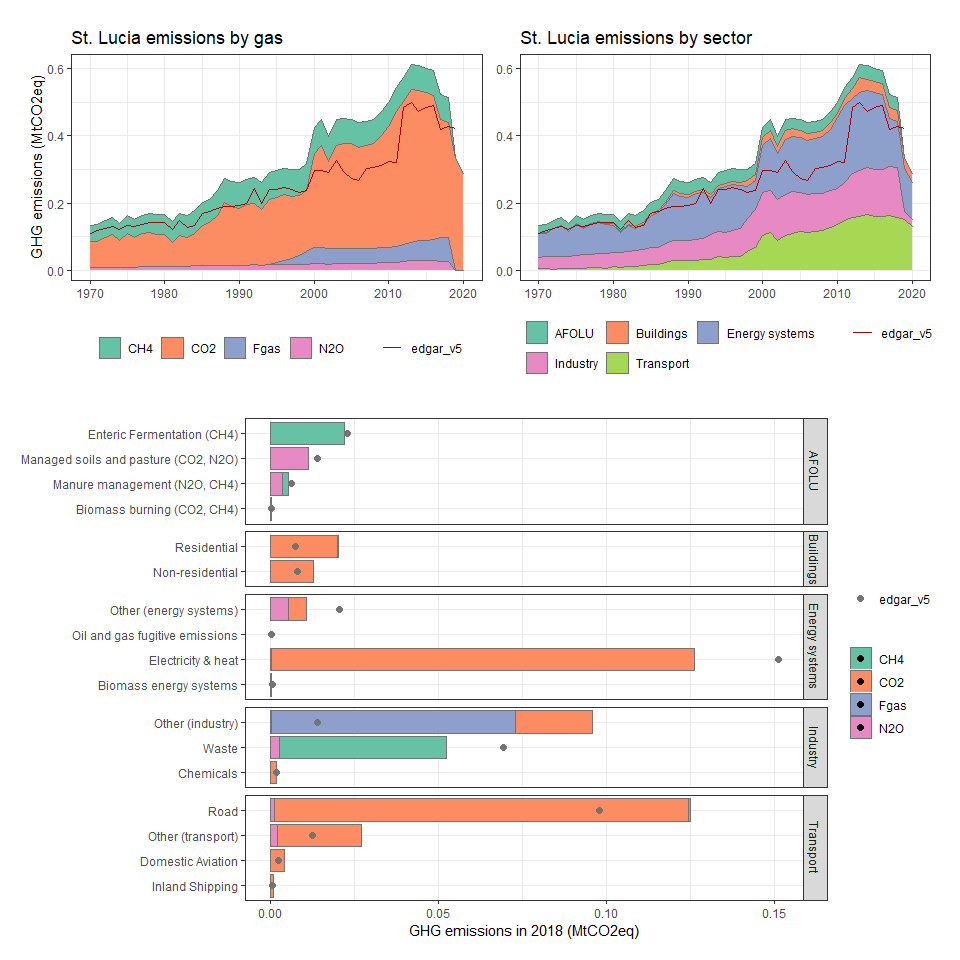 St. Lucia emissions by gas
GHG emissions (MtCO2eq)
0.6
0.4
0.2
0.0
1970 1980 1990 2000 2010 2020
CH4 CO2 Fgas N2O edgar_v5
St. Lucia emissions by sector
0.6
0.4
0.2
0.0
1970 1980 1990 2000 2010 2020
AFOLU Buildings Energy systems edgar_v5
Industry Transport
Enteric Fermentation (CH4)
Managed soils and pasture (CO2, N2O)
Manure management (N2O, CH4)
Biomass burning (CO2, CH4)
AFOLU
Residential
Non-residential
Buildings
Other (energy systems)
Oil and gas fugitive emissions
Electricity & heat
Biomass energy systems
Energy systems
Other (industry)
Waste
Chemicals
Industry
Road
Other (transport)
Domestic Aviation
Inland Shipping
Transport
0.00 0.05 0.10 0.15
GHG emissions in 2018 (MtCO2eq)
edgar_v5
CH4
CO2
Fgas
N2O